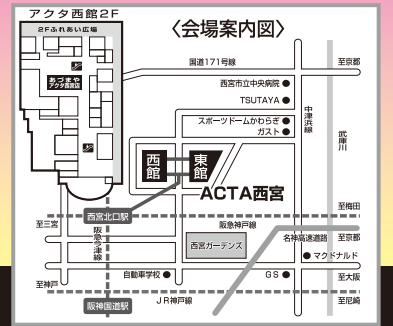 アクタ西館2F
2Fふれあい広場
あづまや
アクタ西宮店
〈会場案内図〉
国道171号線
至京都
西宮市立中央病院
TSUTAYA
スポーツドームかわらぎ
ガスト
中津浜線
武庫川
西館
東館
ACTA西宮
西宮北口駅
至梅田
至三宮
阪急今津線
阪急神戸線
西宮ガーデンズ
名神高速道路
至京都
マクドナルド
自動車学校
GS
至大阪
至神戸
阪神国道駅
JR神戸線
至尼崎